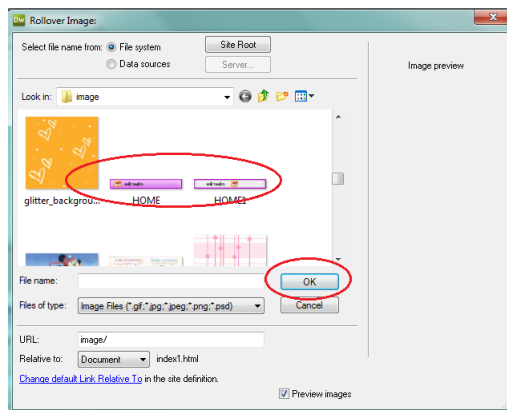 Dw Rollover Image:
Select file name from: File system Site Root
Data sources Server...
Image preview
Look in: image
glitter_backgrou... HOME HOME1
File name: OK
Files of type: Image Files (*.gif;*.jpg;*.jpeg;*.png;*.psd) Cancel
URL: image/
Relative to: Document index1.html
Change default Link Relative To in the site definition.
Preview images